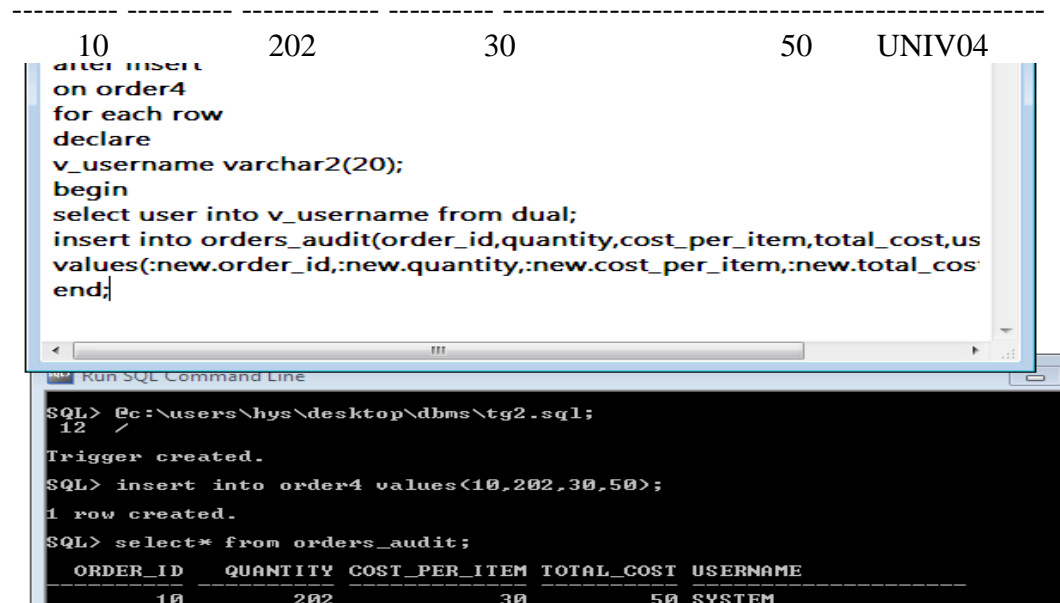 ---------- ---------- ------------- ---------- ----------------------------------------------------
10 202 30 50 UNIV04
after insert
on order4
for each row
declare
v_username varchar2(20);
begin
select user into v_username from dual;
insert into orders_audit(order_id,quantity,cost_per_item,total_cost,us
values(:new.order_id,:new.quantity,:new.cost_per_item,:new.total_cos
end;
Run SQL Command Line
SQL> @c:\users\hys\desktop\dbms\tg2.sql;
12 /
Trigger created.
SQL> insert into order4 values(10,202,30,50);
1 row created.
SQL> select* from orders_audit;
ORDER_ID QUANTITY COST_PER_ITEM TOTAL_COST USERNAME
---------- ---------- ------------- ---------- --------------------
10 202 30 50 SYSTEM